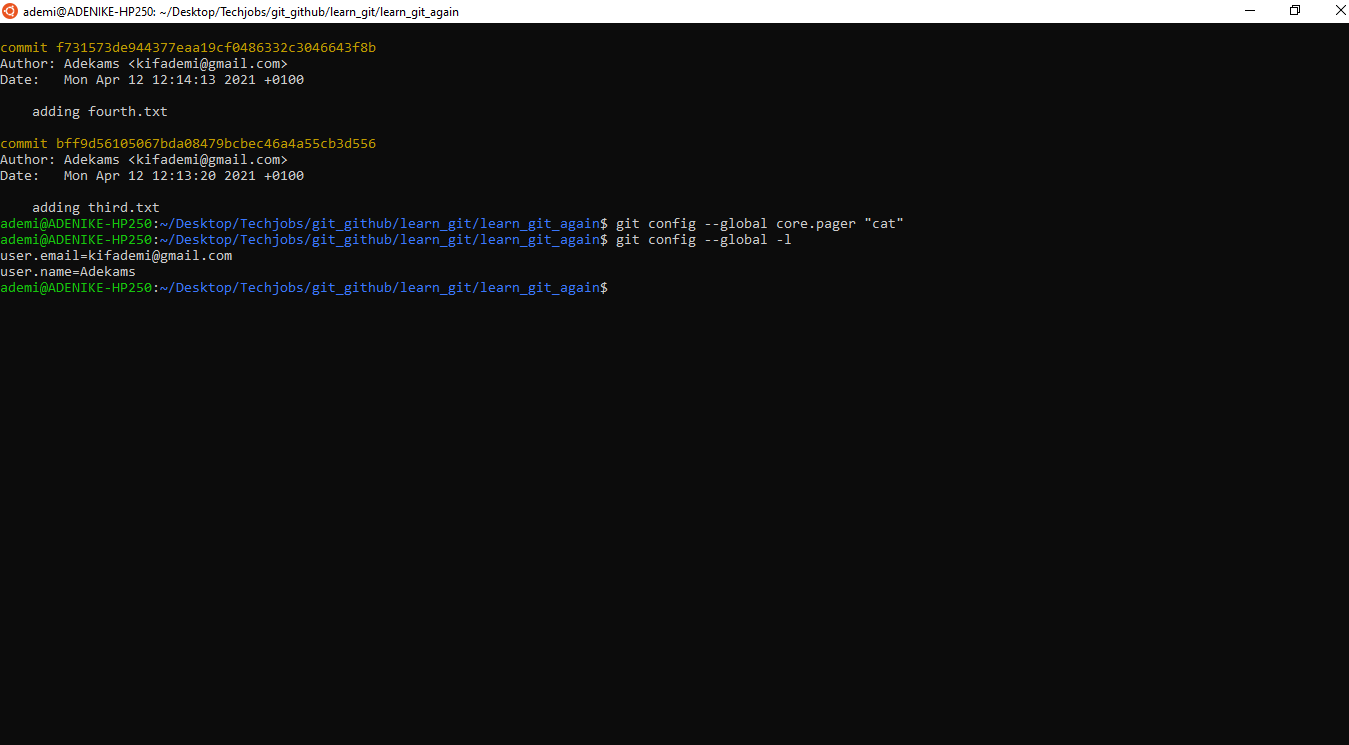 ademi@ADENIKE-HP250: ~/Desktop/Techjobs/git_github/learn_git/learn_git_again
commit f731573de944377eaa19cf0486332c3046643f8b
Author: Adekams <kifademi@gmail.com>
Date:   Mon Apr 12 12:14:13 2021 +0100
    adding fourth.txt
commit bff9d56105067bda08479bcbec46a4a55cb3d556
Author: Adekams <kifademi@gmail.com>
Date:   Mon Apr 12 12:13:20 2021 +0100
    adding third.txt
ademi@ADENIKE-HP250:~/Desktop/Techjobs/git_github/learn_git/learn_git_again$ git config --global core.pager "cat"
ademi@ADENIKE-HP250:~/Desktop/Techjobs/git_github/learn_git/learn_git_again$ git config --global -l
user.email=kifademi@gmail.com
user.name=Adekams
ademi@ADENIKE-HP250:~/Desktop/Techjobs/git_github/learn_git/learn_git_again$